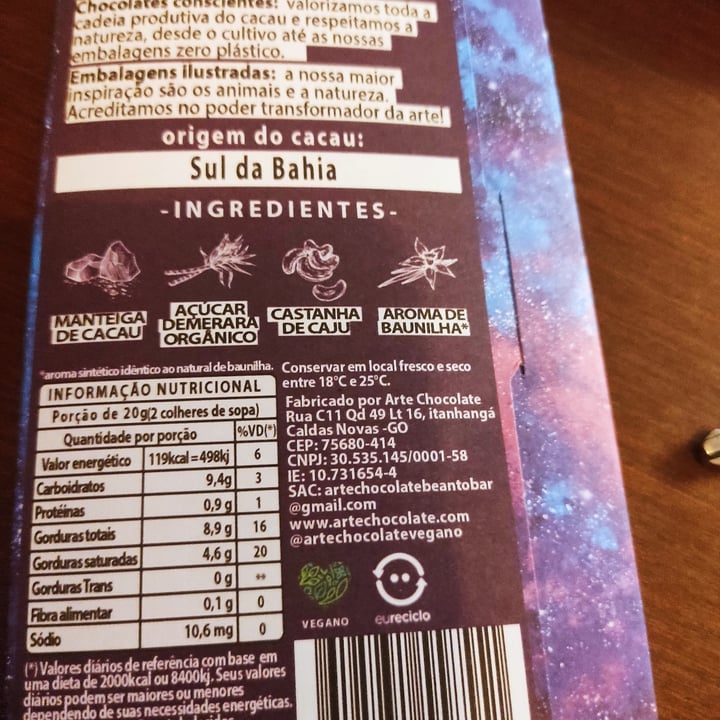 Chocolates conscientes: valorizamos toda a
cadeia produtiva do cacau e respeitamos a
natureza, desde o cultivo até as nossas
embalagens zero plástico.
Embalagens ilustradas: a nossa maior
inspiração são os animais e a natureza.
Acreditamos no poder transformador da arte!
origem do cacau:
Sul da Bahia
-INGREDIENTES-
MANTEIGA
DE CACAU
AÇÚCAR
DEMERARA
ORGÂNICO
CASTANHA
DE CAJU
AROMA DE
BAUNILHA*
*aroma sintético idêntico ao natural de baunilha.
INFORMAÇÃO NUTRICIONAL
Porção de 20g(2 colheres de sopa)
Quantidade por porção %VD(*)
Valor energético 119kcal=498kj 6
Carboidratos 9,4g 3
Proteínas 0,9 g 1
Gorduras totais 8,9 g 16
Gorduras saturadas 4,6 g 20
Gorduras Trans 0 g **
Fibra alimentar 0,1 g 0
Sódio 10,6 mg 0
(*) Valores diários de referência com base em
uma dieta de 2000kcal ou 8400kj. Seus valores
diários podem ser maiores ou menores
dependendo de suas necessidades energéticas.
Conservar em local fresco e seco
entre 18°C e 25°C.
Fabricado por Arte Chocolate
Rua C11 Qd 49 Lt 16, itanhangá
Caldas Novas -GO
CEP: 75680-414
CNPJ: 30.535.145/0001-58
IE: 10.731654-4
SAC: artechocolatebeantobar
@gmail.com
www.artechocolate.com
@artechocolatevegano
VEGANO
eureciclo